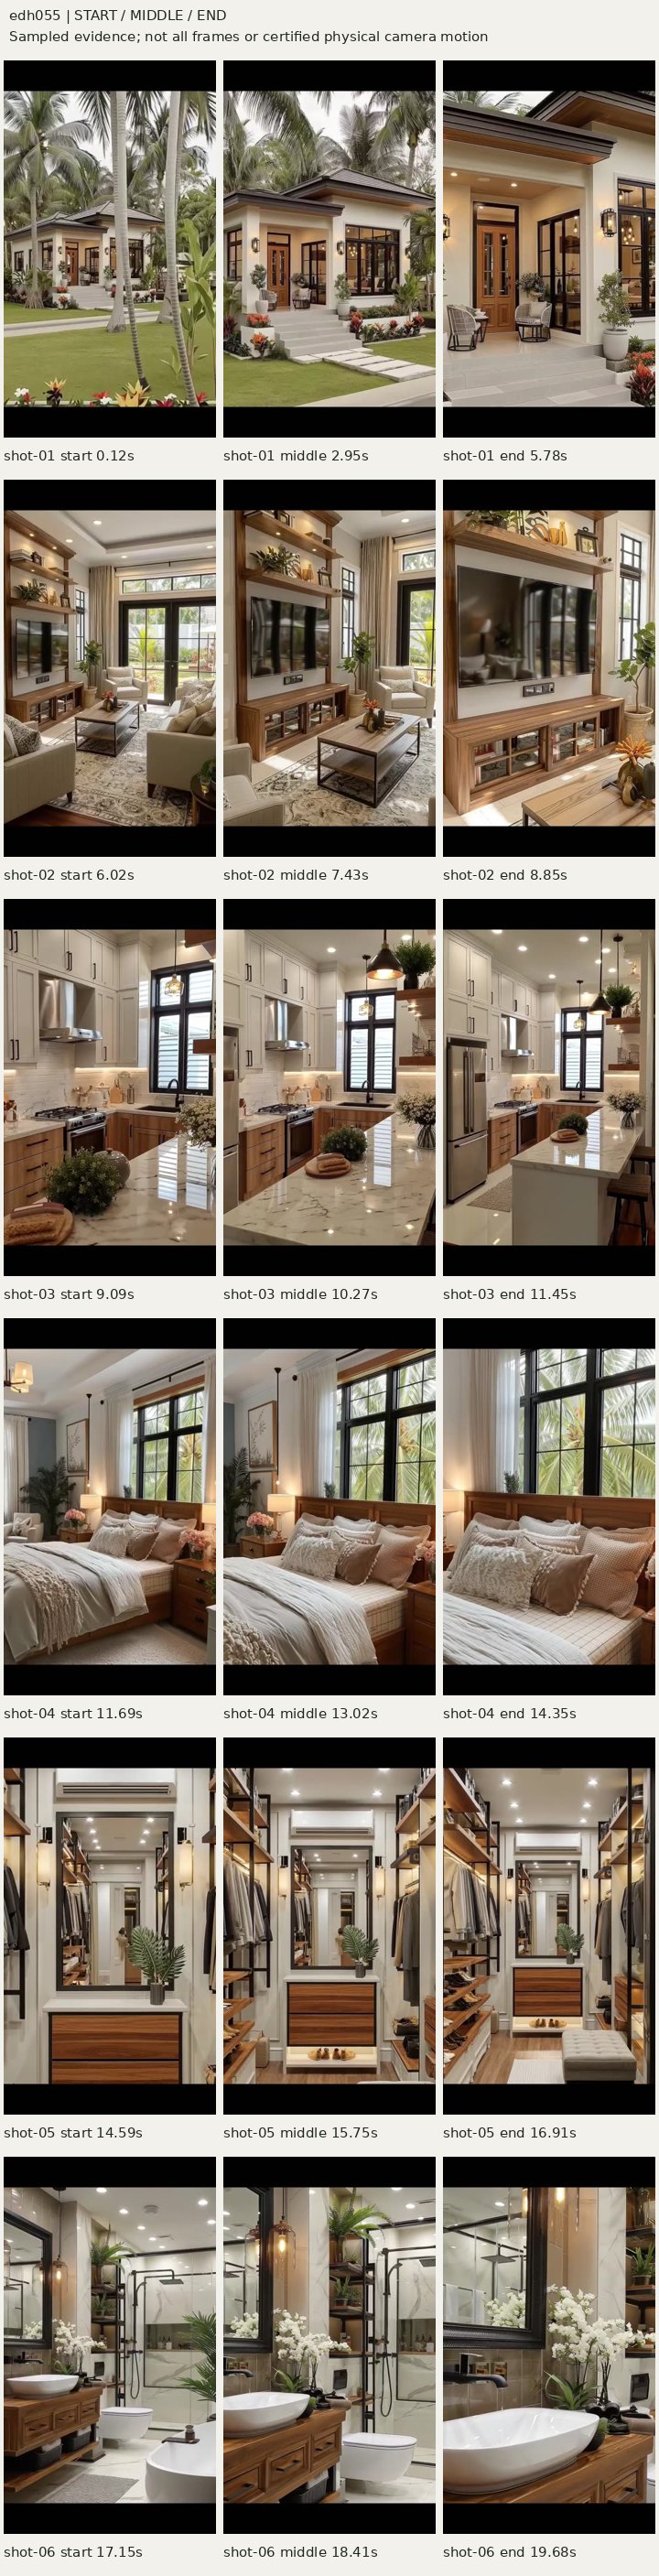 edh055 | START / MIDDLE / END
Sampled evidence; not all frames or certified physical camera motion
shot-01 start 0.12s
shot-01 middle 2.95s
shot-01 end 5.78s
shot-02 start 6.02s
shot-02 middle 7.43s
shot-02 end 8.85s
shot-03 start 9.09s
shot-03 middle 10.27s
shot-03 end 11.45s
shot-04 start 11.69s
shot-04 middle 13.02s
shot-04 end 14.35s
shot-05 start 14.59s
shot-05 middle 15.75s
shot-05 end 16.91s
shot-06 start 17.15s
shot-06 middle 18.41s
shot-06 end 19.68s